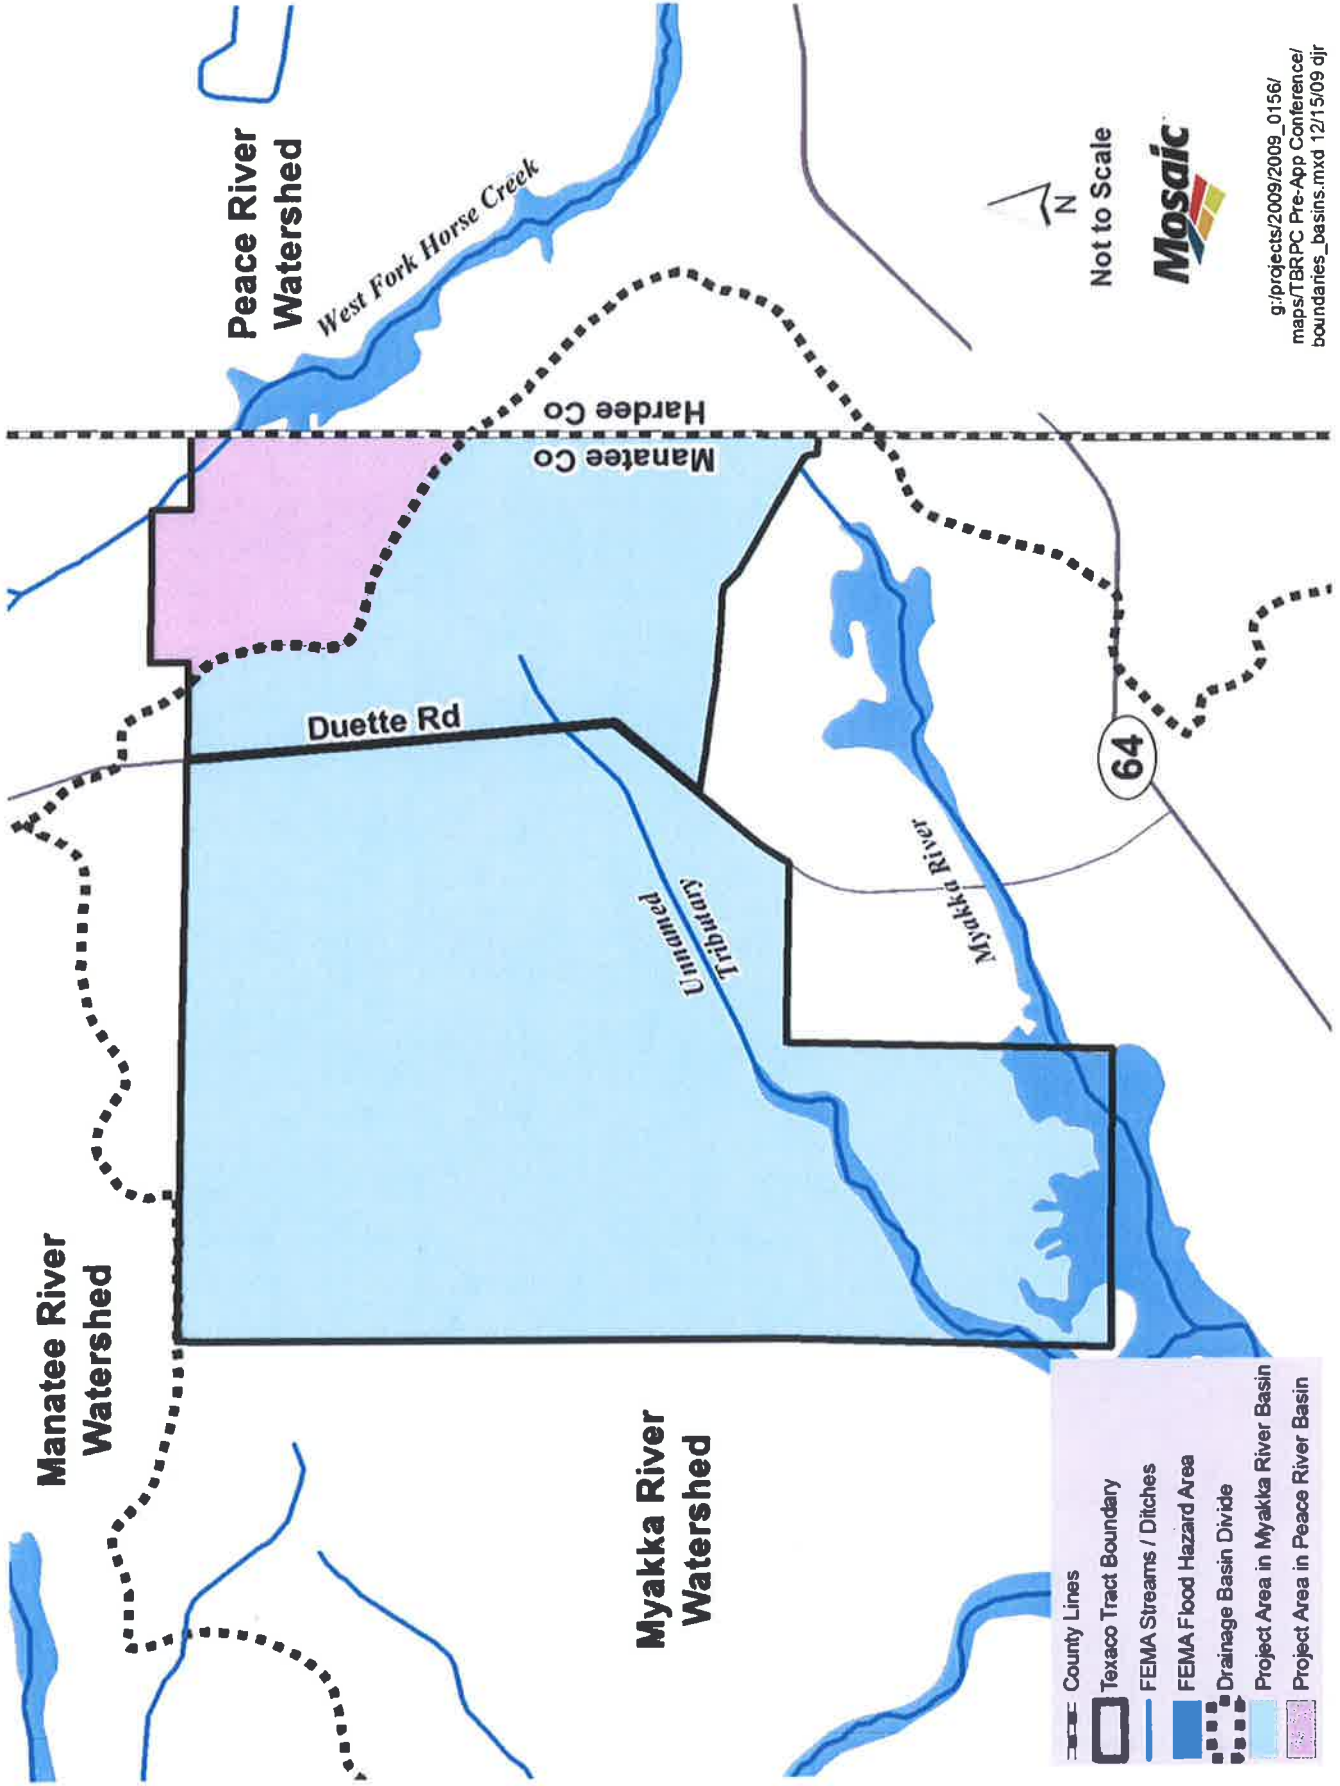 Manatee River
Watershed
Peace River
Watershed
West Fork Horse Creek
Duette Rd
Manatee Co
Hardee Co
Unnamed
Tributary
Myakka River
Myakka River
Watershed
64
N
Not to Scale
Mosaic
g:/projects/2009/2009_0156/
maps/TBRPC Pre-App Conference/
boundaries_basins.mxd 12/15/09 djr
County Lines
Texaco Tract Boundary
FEMA Streams / Ditches
FEMA Flood Hazard Area
Drainage Basin Divide
Project Area in Myakka River Basin
Project Area in Peace River Basin